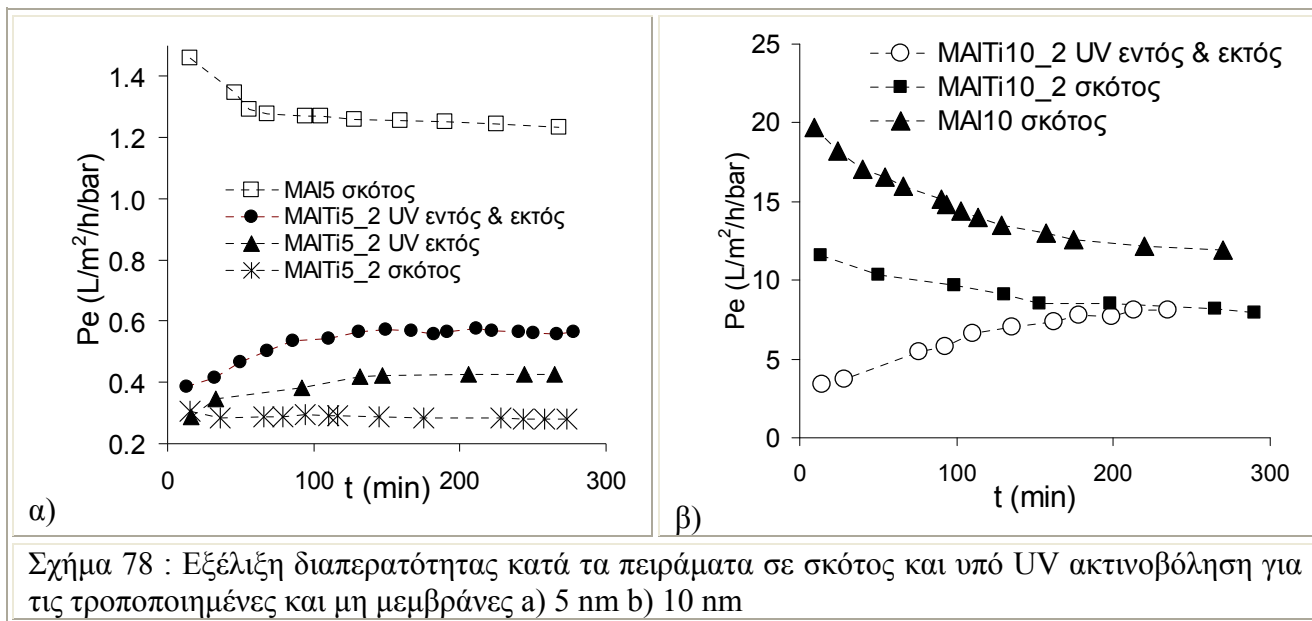 1.4
1.2
1.0
0.8
0.6
0.4
0.2
Pe (L/m²/h/bar)
MAl5 σκότος
MAlTi5_2 UV εντός & εκτός
MAlTi5_2 UV εκτός
MAlTi5_2 σκότος
0 100 200 300
t (min)
α)
25
20
15
10
5
0
Pe (L/m²/h/bar)
MAlTi10_2 UV εντός & εκτός
MAlTi10_2 σκότος
MAl10 σκότος
0 100 200 300
t (min)
β)
Σχήμα 78 : Εξέλιξη διαπερατότητας κατά τα πειράματα σε σκότος και υπό UV ακτινοβόληση για
τις τροποποιημένες και μη μεμβράνες a) 5 nm b) 10 nm